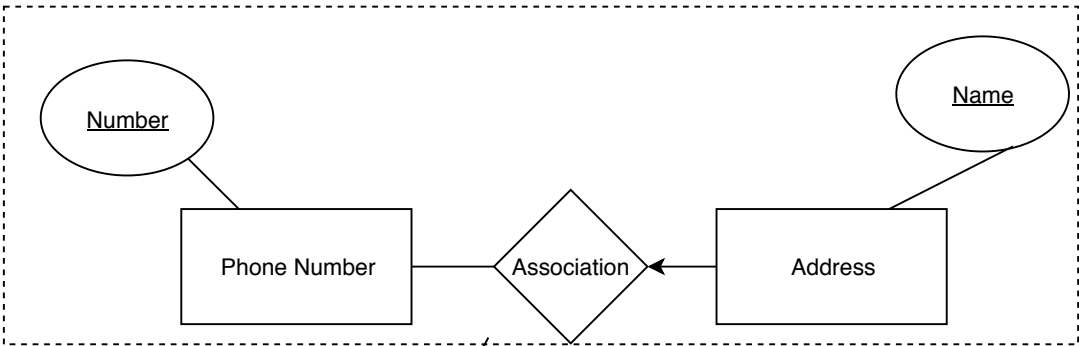 Name
Number
Phone Number
Association
Address